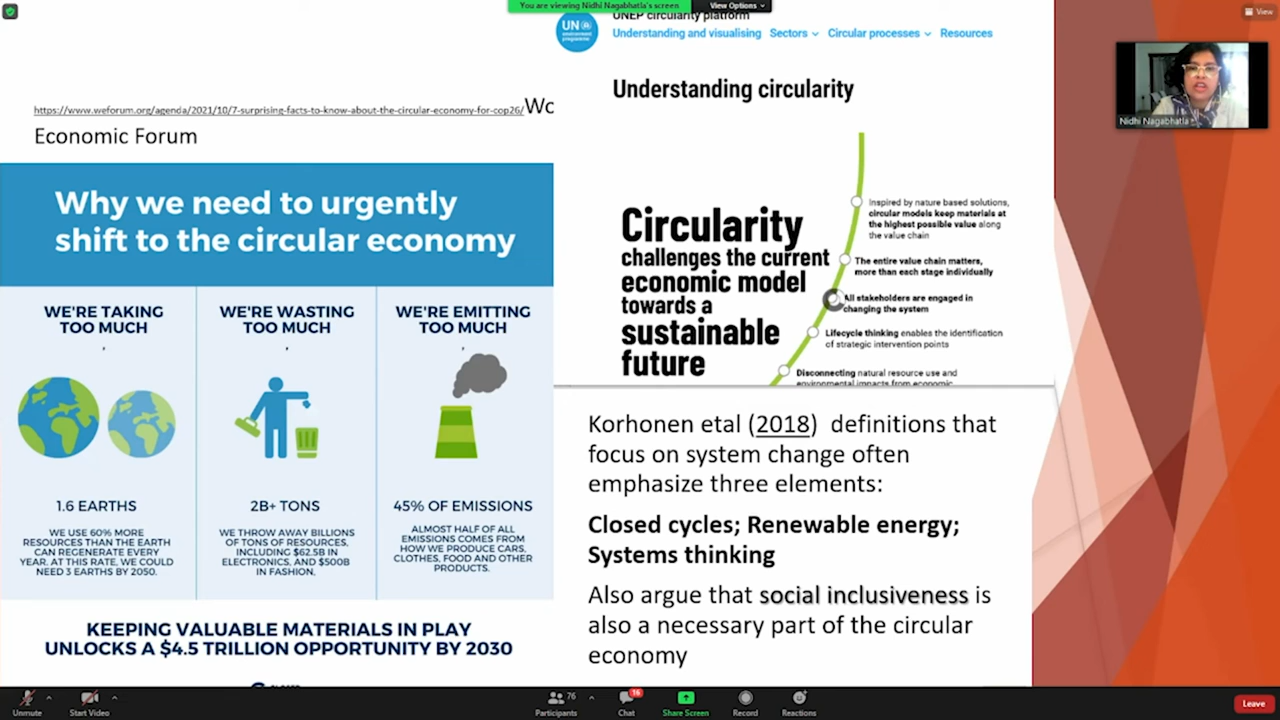 You are viewing Nidhi Nagabhatla's screen
View Options
View
UN
environment
programme
UNEP circularity platform
Understanding and visualising Sectors Circular processes Resources
Understanding circularity
https://www.weforum.org/agenda/2021/10/7-surprising-facts-to-know-about-the-circular-economy-for-cop26/
Economic Forum
Why we need to urgently
shift to the circular economy
WE'RE TAKING
TOO MUCH
,
1.6 EARTHS
WE USE 60% MORE
RESOURCES THAN THE EARTH
CAN REGENERATE EVERY
YEAR. AT THIS RATE, WE COULD
NEED 3 EARTHS BY 2050.
WE'RE WASTING
TOO MUCH
,
2B+ TONS
WE THROW AWAY BILLIONS
OF TONS OF RESOURCES,
INCLUDING $62.5B IN
ELECTRONICS, AND $500B
IN FASHION.
WE'RE EMITTING
TOO MUCH
,
45% OF EMISSIONS
ALMOST HALF OF ALL
EMISSIONS COMES FROM
HOW WE PRODUCE CARS,
CLOTHES, FOOD AND OTHER
PRODUCTS.
KEEPING VALUABLE MATERIALS IN PLAY
UNLOCKS A $4.5 TRILLION OPPORTUNITY BY 2030
Circularity
challenges the current
economic model
towards a
sustainable
future
Inspired by nature based solutions,
circular models keep materials at
the highest possible value along
the value chain
The entire value chain matters,
more than each stage individually
All stakeholders are engaged in
changing the system
Lifecycle thinking enables the identification
of strategic intervention points
Disconnecting natural resource use and
environmental impacts from economic
Korhonen etal (2018) definitions that
focus on system change often
emphasize three elements:
Closed cycles; Renewable energy;
Systems thinking
Also argue that social inclusiveness is
also a necessary part of the circular
economy
Nidhi Nagabhatla
Unmute
Start Video
76
Participants
16
Chat
Share Screen
Record
Reactions
Leave